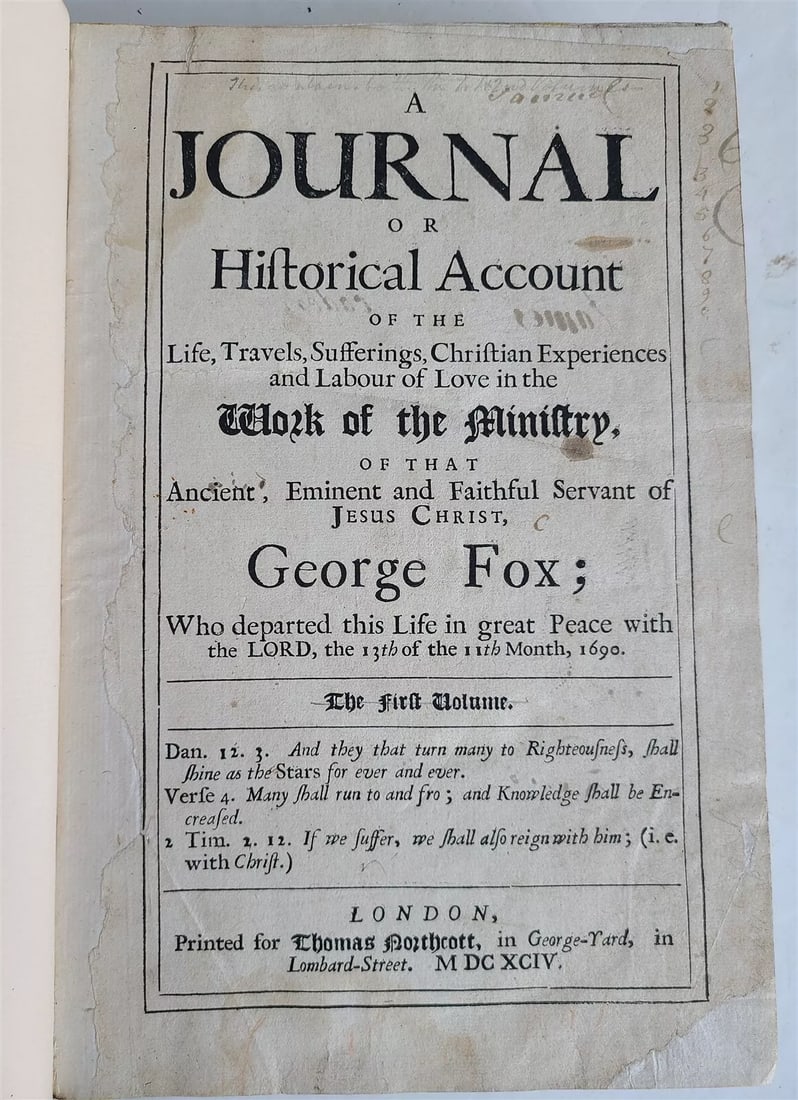 Samuel
A
JOURNAL
OR
Hiſtorical Account
OF THE
Life, Travels, Sufferings, Chriſtian Experiences
and Labour of Love in the
Work of the Miniſtry,
OF THAT
Ancient, Eminent and Faithful Servant of
JESUS CHRIST,
George Fox;
Who departed this Life in great Peace with
the LORD, the 13th of the 11th Month, 1690.
The Firſt Volume.
Dan. 12. 3. And they that turn many to Righteouſneſs, ſhall
ſhine as the Stars for ever and ever.
Verſe 4. Many ſhall run to and fro; and Knowledge ſhall be En-
creaſed.
2 Tim. 2. 12. If we ſuffer, we ſhall alſo reign with him; (i. e.
with Chriſt.)
LONDON,
Printed for Thomas Northcott, in George-Yard, in
Lombard-Street. M DC XCIV.